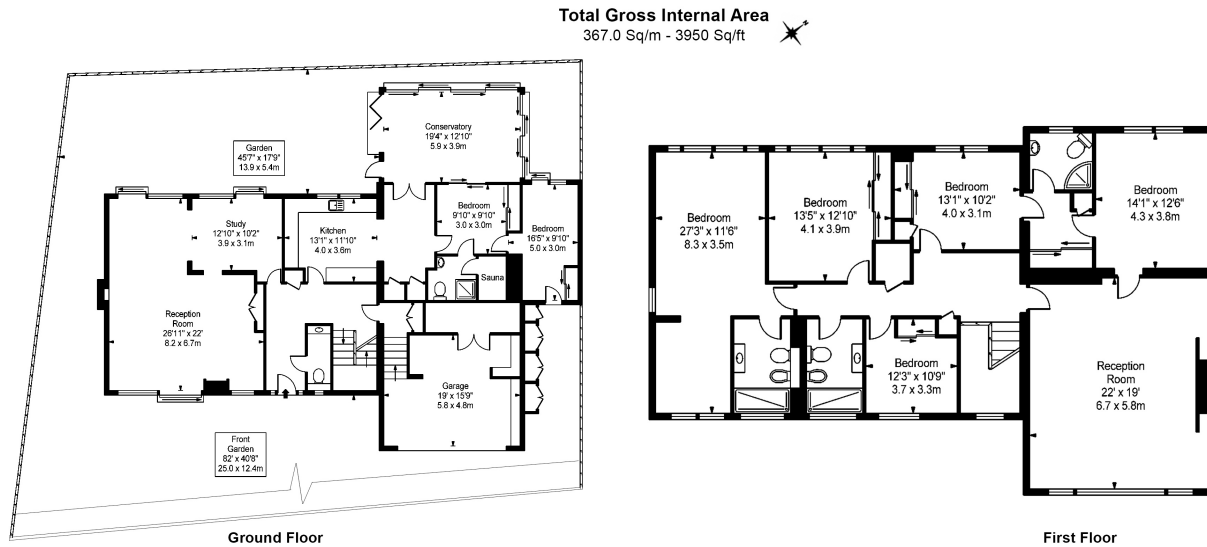 Total Gross Internal Area
367.0 Sq/m - 3950 Sq/ft
Conservatory
19'4" x 12'10"
5.9 x 3.9m
Garden
45'7" x 17'9"
13.9 x 5.4m
Study
12'10" x 10'2"
3.9 x 3.1m
Kitchen
13'1" x 11'10"
4.0 x 3.6m
Bedroom
9'10" x 9'10"
3.0 x 3.0m
Bedroom
16'5" x 9'10"
5.0 x 3.0m
Sauna
Reception
Room
26'11" x 22'
8.2 x 6.7m
Garage
19' x 15'9"
5.8 x 4.8m
Front
Garden
82' x 40'8"
25.0 x 12.4m
Ground Floor
Bedroom
27'3" x 11'6"
8.3 x 3.5m
Bedroom
13'5" x 12'10"
4.1 x 3.9m
Bedroom
13'1" x 10'2"
4.0 x 3.1m
Bedroom
14'1" x 12'6"
4.3 x 3.8m
Bedroom
12'3" x 10'9"
3.7 x 3.3m
Reception
Room
22' x 19'
6.7 x 5.8m
First Floor